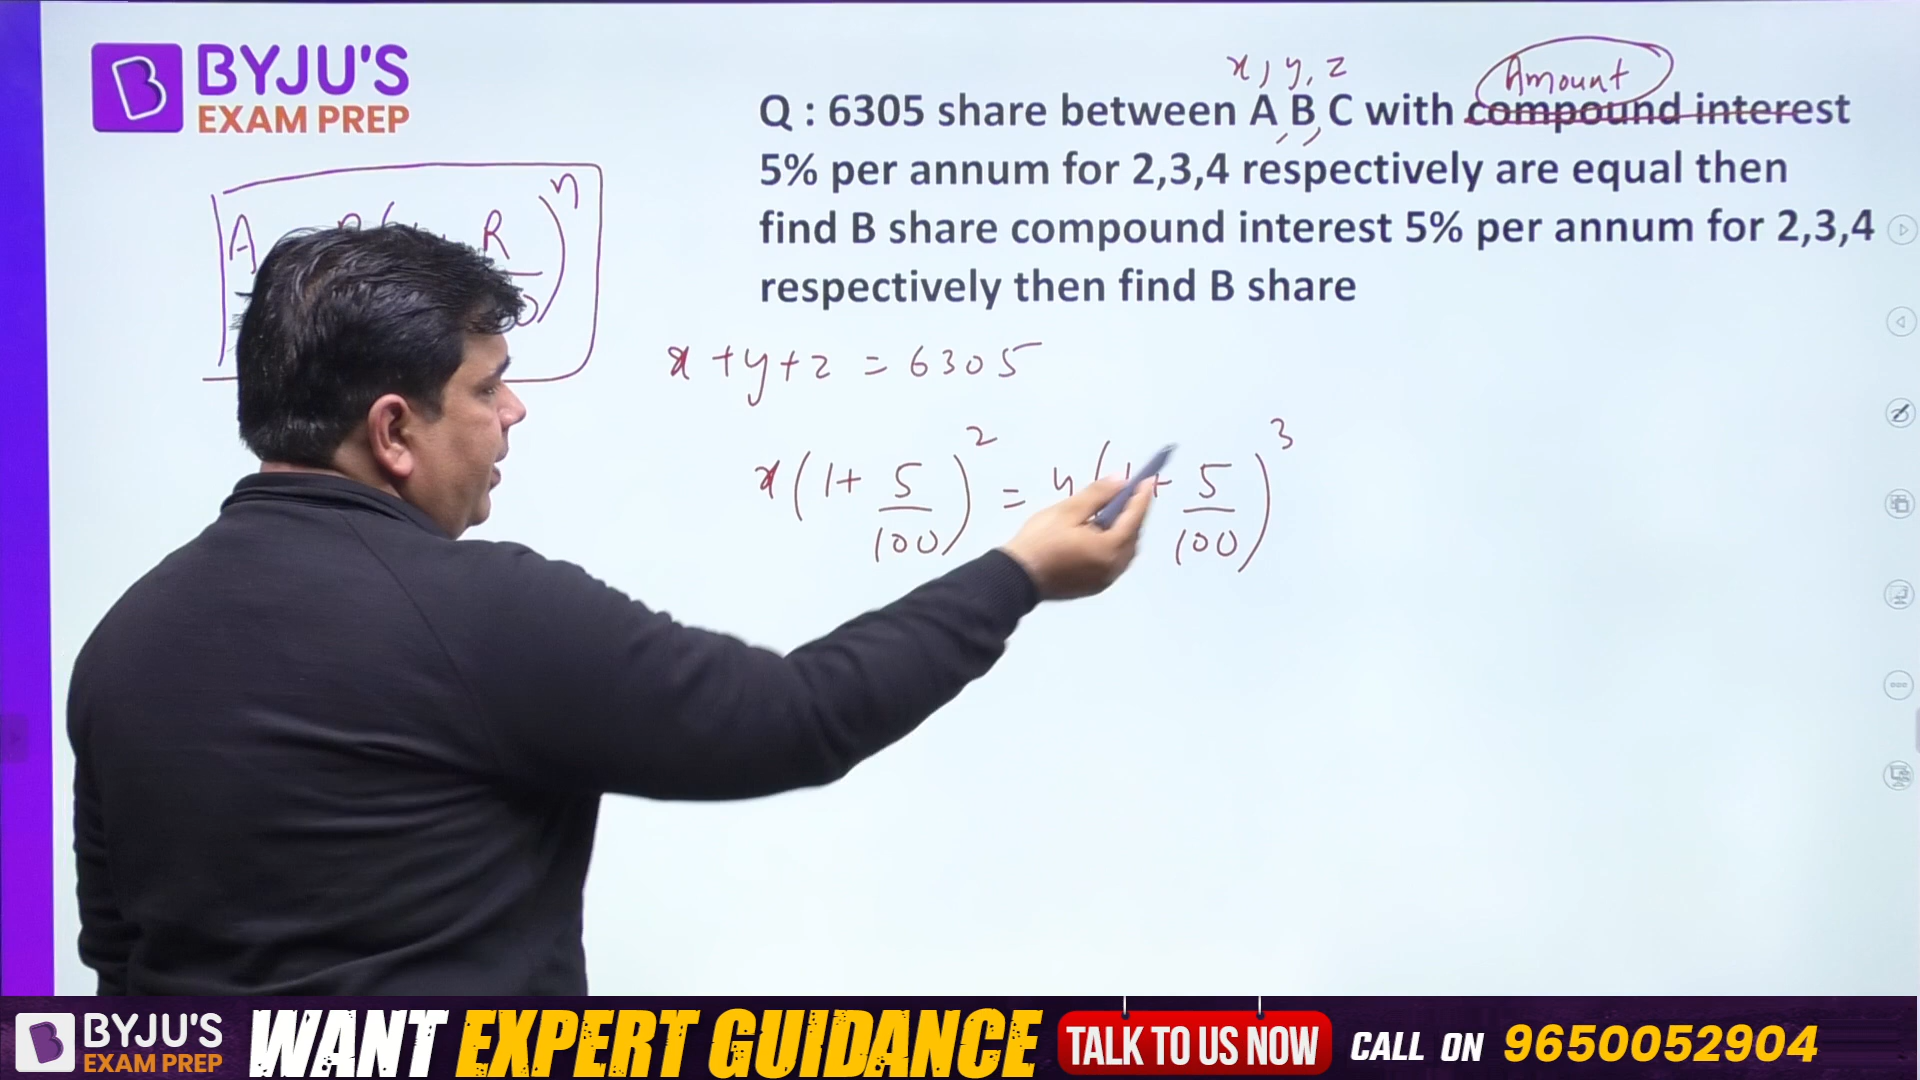 BYJU'S
EXAM PREP
x, y, z
Amount
Q : 6305 share between A B C with compound interest
5% per annum for 2,3,4 respectively are equal then
find B share compound interest 5% per annum for 2,3,4
respectively then find B share
A R n
x + y + z = 6305
x ( 1 + 5/100 )² = y ( 1 + 5/100 )³
BYJU'S
EXAM PREP
WANT EXPERT GUIDANCE
TALK TO US NOW
CALL ON 9650052904